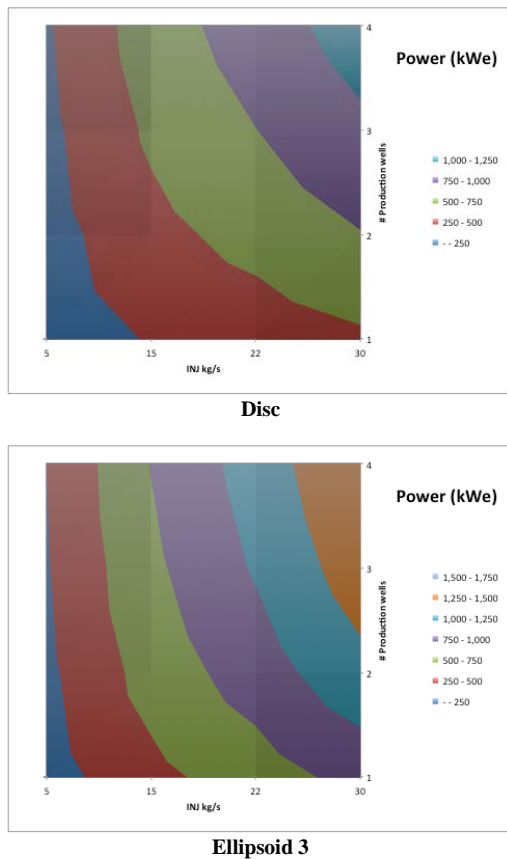 Power (kWe)
4
3
2
1
# Production wells
1,000 - 1,250
750 - 1,000
500 - 750
250 - 500
- - 250
5 15 22 30
INJ kg/s
Disc
Power (kWe)
4
3
2
1
# Production wells
1,500 - 1,750
1,250 - 1,500
1,000 - 1,250
750 - 1,000
500 - 750
250 - 500
- - 250
5 15 22 30
INJ kg/s
Ellipsoid 3